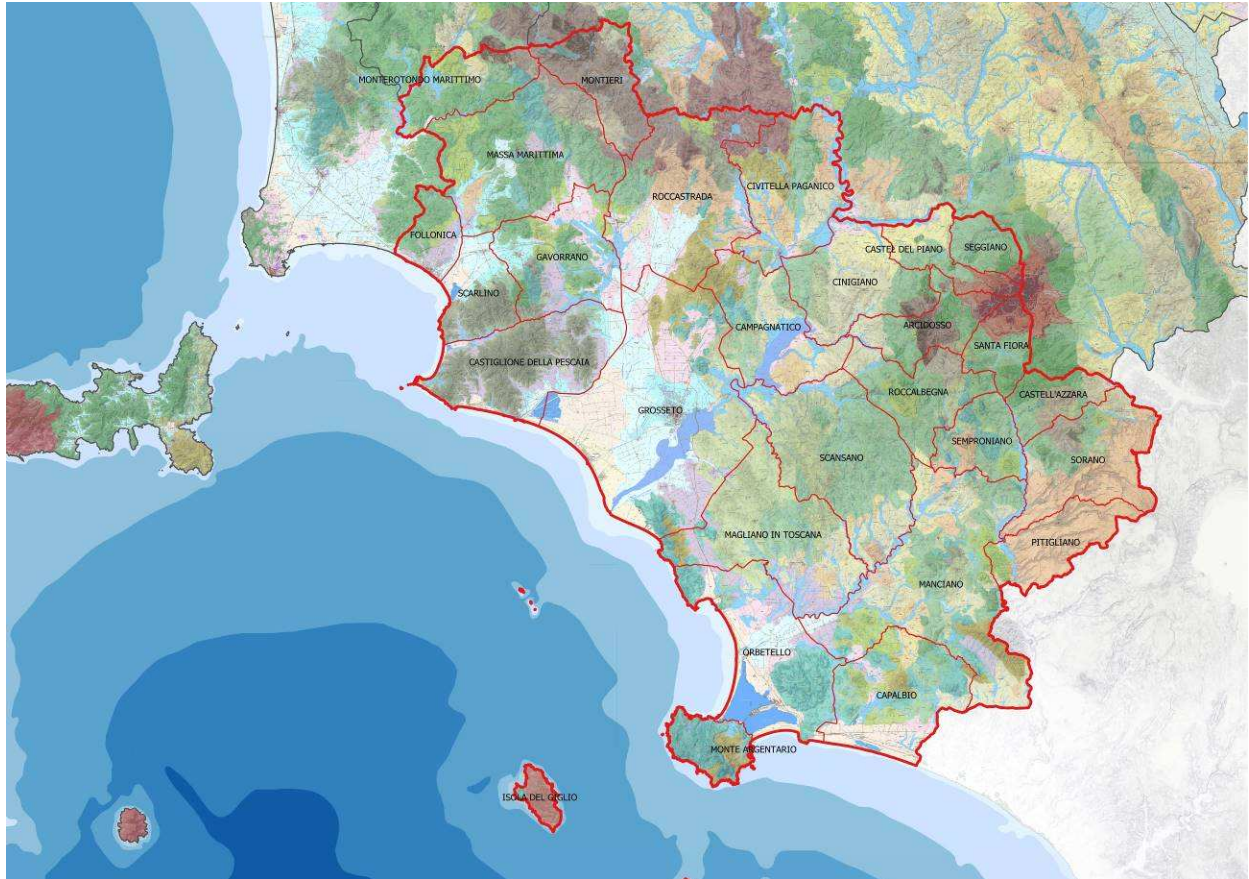 MONTEROTONDO MARITTIMO
MONTIERI
MASSA MARITTIMA
CIVITELLA PAGANICO
ROCCASTRADA
FOLLONICA
CASTEL DEL PIANO
SEGGIANO
GAVORRANO
CINIGIANO
SCARLINO
ARCIDOSSO
CAMPAGNATICO
SANTA FIORA
CASTIGLIONE DELLA PESCAIA
ROCCALBEGNA
CASTELL'AZZARA
GROSSETO
SEMPRONIANO
SCANSANO
SORANO
MAGLIANO IN TOSCANA
PITIGLIANO
MANCIANO
ORBETELLO
CAPALBIO
MONTE ARGENTARIO
ISOLA DEL GIGLIO